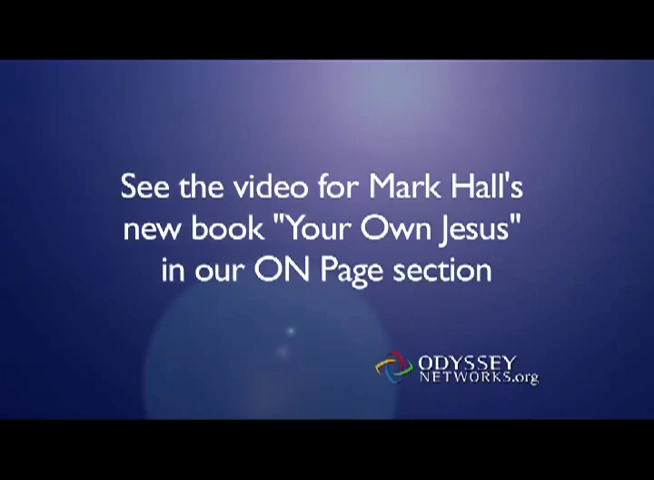 See the video for Mark Hall's
new book "Your Own Jesus"
in our ON Page section
ODYSSEY
NETWORKS.org